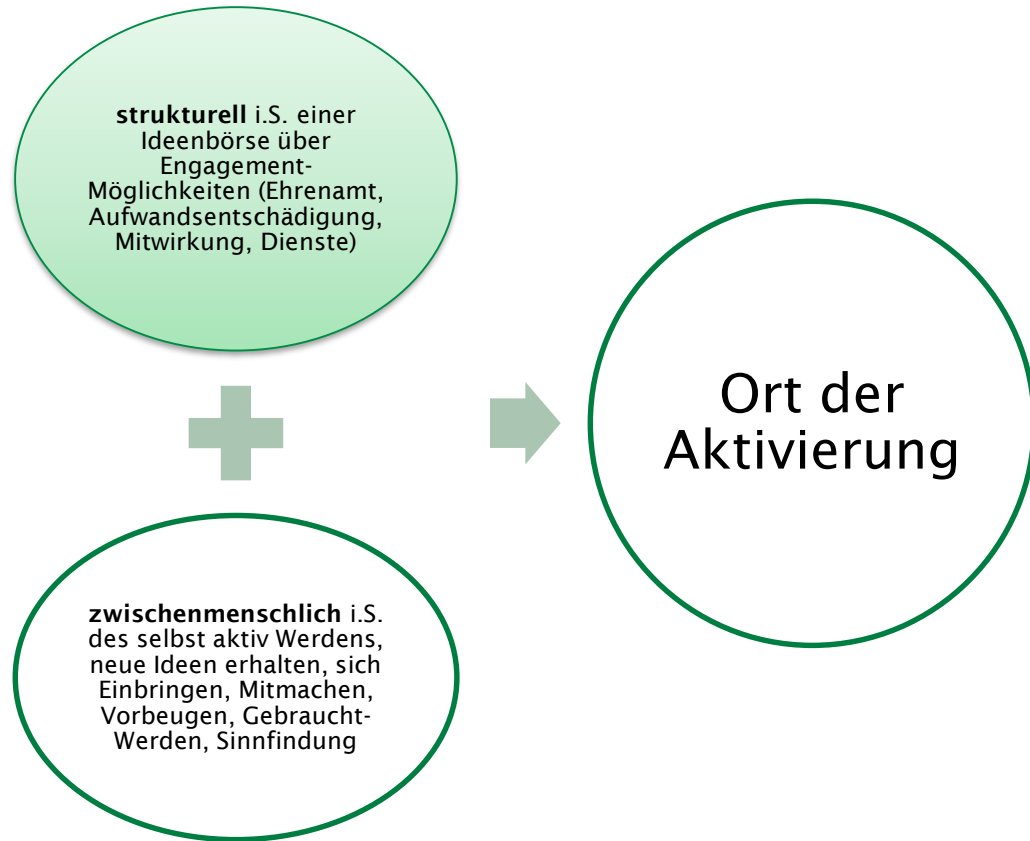 strukturell i.S. einer
Ideenbörse über
Engagement-
Möglichkeiten (Ehrenamt,
Aufwandsentschädigung,
Mitwirkung, Dienste)
zwischenmenschlich i.S.
des selbst aktiv Werdens,
neue Ideen erhalten, sich
Einbringen, Mitmachen,
Vorbeugen, Gebraucht-
Werden, Sinnfindung
Ort der
Aktivierung